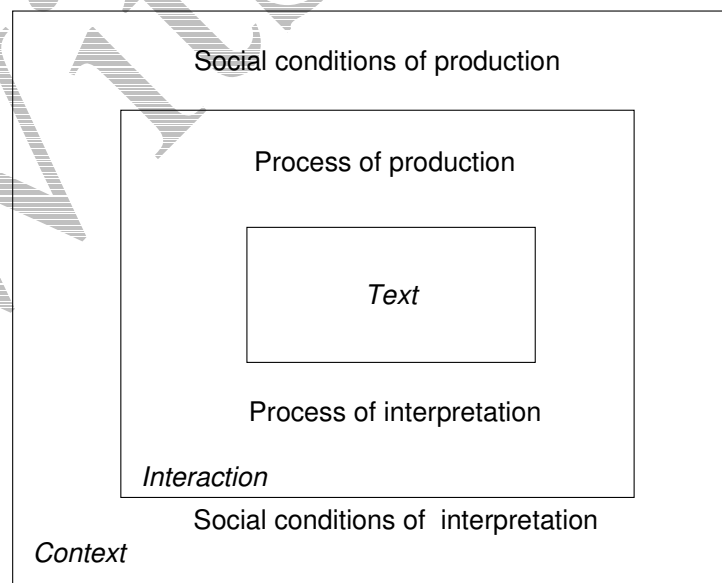 Social conditions of production
Process of production
Text
Process of interpretation
Interaction
Social conditions of interpretation
Context